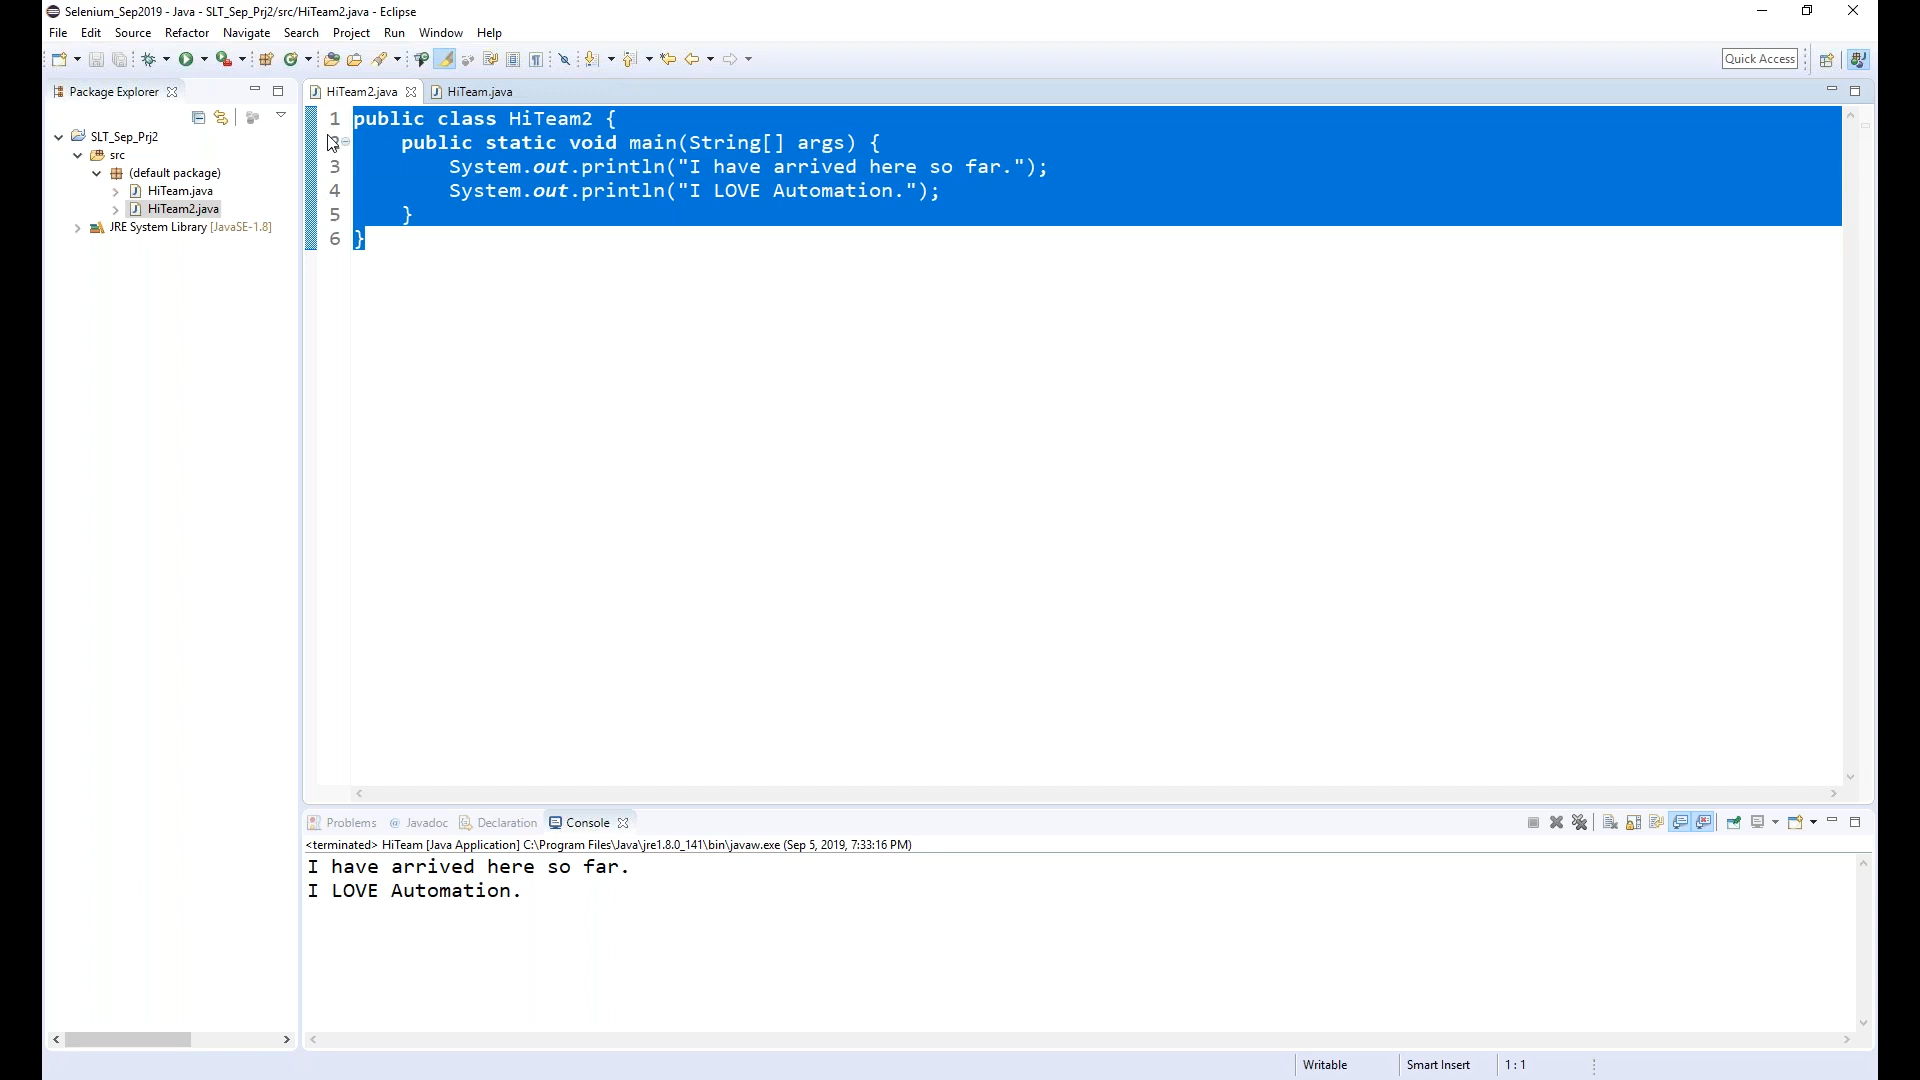 Selenium_Sep2019 - Java - SLT_Sep_Prj2/src/HiTeam2.java - Eclipse
File Edit Source Refactor Navigate Search Project Run Window Help
Quick Access
Package Explorer
HiTeam2.java HiTeam.java
SLT_Sep_Prj2
src
(default package)
HiTeam.java
HiTeam2.java
JRE System Library [JavaSE-1.8]
1 public class HiTeam2 {
public static void main(String[] args) {
3 System.out.println("I have arrived here so far.");
4 System.out.println("I LOVE Automation.");
5 }
6 }
Problems @ Javadoc Declaration Console
<terminated> HiTeam [Java Application] C:\Program Files\Java\jre1.8.0_141\bin\javaw.exe (Sep 5, 2019, 7:33:16 PM)
I have arrived here so far.
I LOVE Automation.
Writable Smart Insert 1 : 1